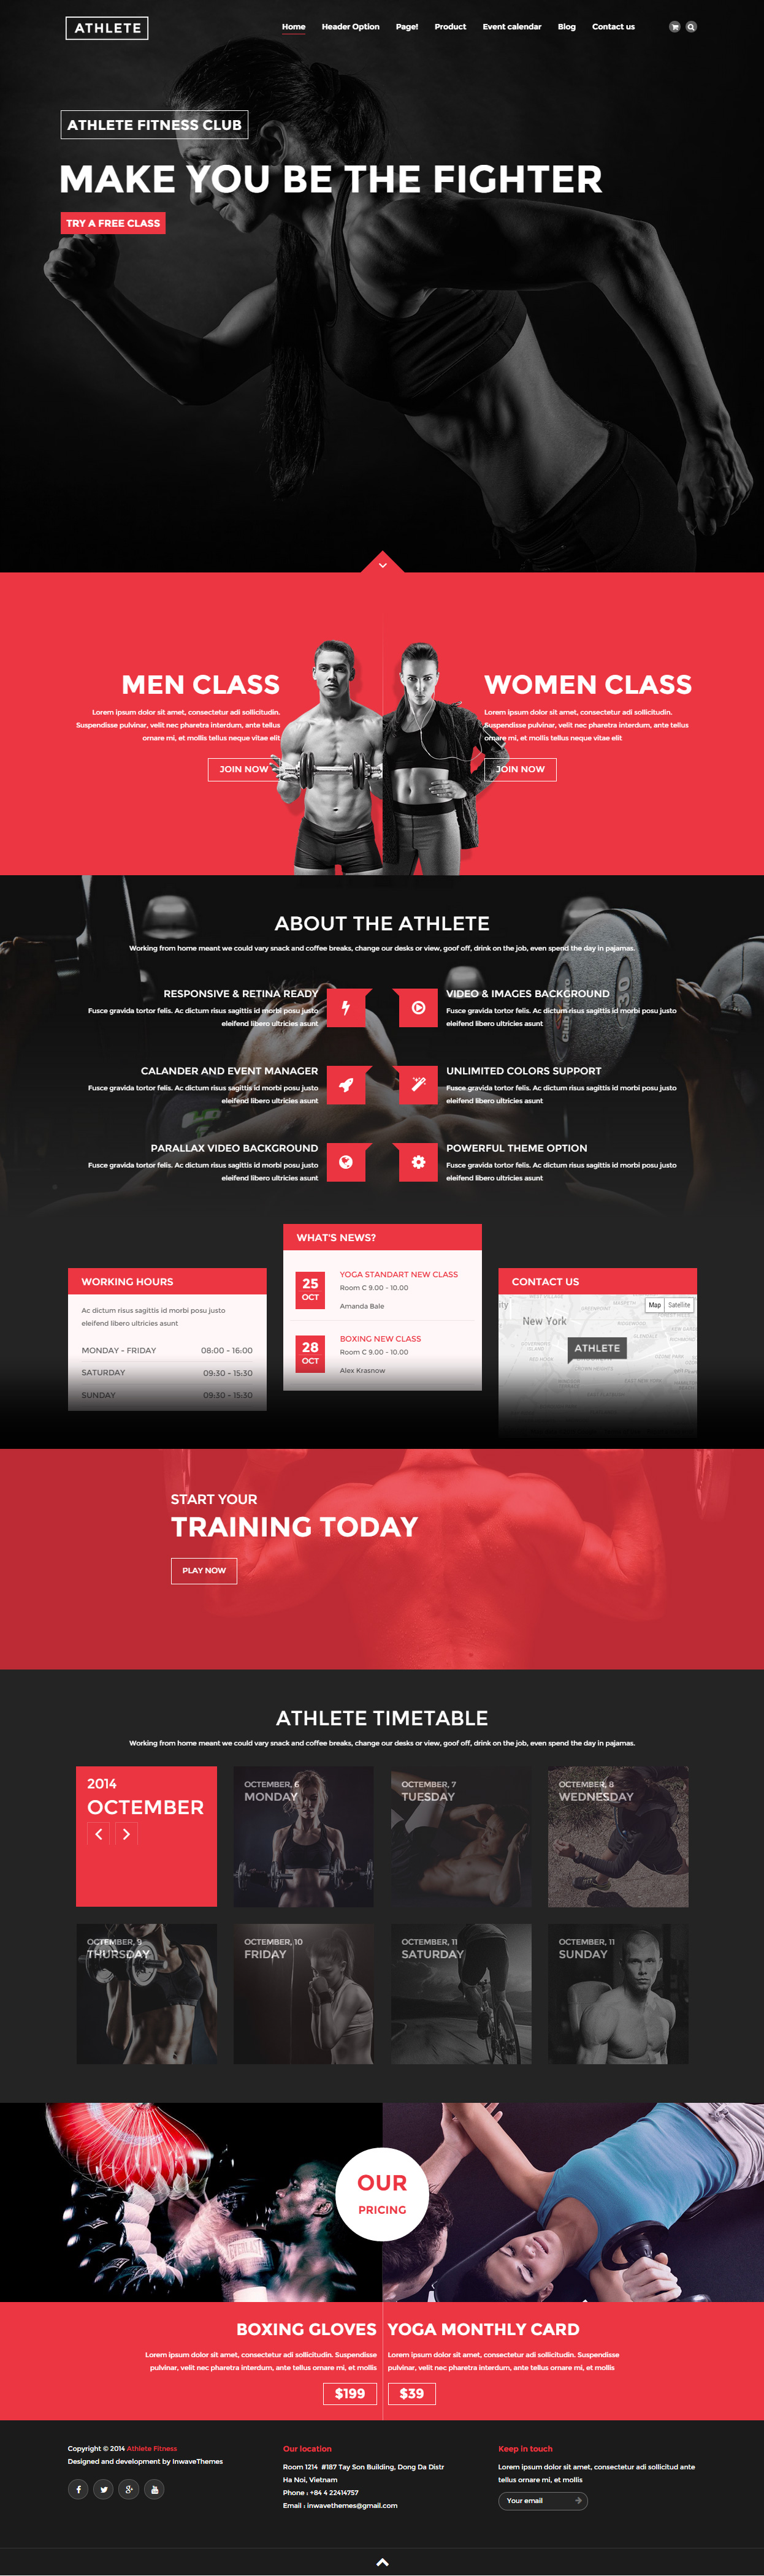 ATHLETE
Home Header Option Page! Product Event calendar Blog Contact us
ATHLETE FITNESS CLUB
MAKE YOU BE THE FIGHTER
TRY A FREE CLASS
MEN CLASS
Lorem ipsum dolor sit amet, consectetur adi sollicitudin.
Suspendisse pulvinar, velit nec pharetra interdum, ante tellus
ornare mi, et mollis tellus neque vitae elit
JOIN NOW
WOMEN CLASS
Lorem ipsum dolor sit amet, consectetur adi sollicitudin.
Suspendisse pulvinar, velit nec pharetra interdum, ante tellus
ornare mi, et mollis tellus neque vitae elit
JOIN NOW
ABOUT THE ATHLETE
Working from home meant we could vary snack and coffee breaks, change our desks or view, goof off, drink on the job, even spend the day in pajamas.
RESPONSIVE & RETINA READY
Fusce gravida tortor felis. Ac dictum risus sagittis id morbi posu justo
eleifend libero ultricies asunt
VIDEO & IMAGES BACKGROUND
Fusce gravida tortor felis. Ac dictum risus sagittis id morbi posu justo
eleifend libero ultricies asunt
CALANDER AND EVENT MANAGER
Fusce gravida tortor felis. Ac dictum risus sagittis id morbi posu justo
eleifend libero ultricies asunt
UNLIMITED COLORS SUPPORT
Fusce gravida tortor felis. Ac dictum risus sagittis id morbi posu justo
eleifend libero ultricies asunt
PARALLAX VIDEO BACKGROUND
Fusce gravida tortor felis. Ac dictum risus sagittis id morbi posu justo
eleifend libero ultricies asunt
POWERFUL THEME OPTION
Fusce gravida tortor felis. Ac dictum risus sagittis id morbi posu justo
eleifend libero ultricies asunt
WORKING HOURS
Ac dictum risus sagittis id morbi posu justo
eleifend libero ultricies asunt
MONDAY - FRIDAY 08:00 - 16:00
SATURDAY 09:30 - 15:30
SUNDAY 09:30 - 15:30
WHAT'S NEWS?
25
OCT
YOGA STANDART NEW CLASS
Room C 9.00 - 10.00
Amanda Bale
28
OCT
BOXING NEW CLASS
Room C 9.00 - 10.00
Alex Krasnow
CONTACT US
Map Satellite
New York
ATHLETE
START YOUR
TRAINING TODAY
PLAY NOW
ATHLETE TIMETABLE
Working from home meant we could vary snack and coffee breaks, change our desks or view, goof off, drink on the job, even spend the day in pajamas.
2014
OCTEMBER
OCTEMBER, 6
MONDAY
OCTEMBER, 7
TUESDAY
OCTEMBER, 8
WEDNESDAY
OCTEMBER, 9
THURSDAY
OCTEMBER, 10
FRIDAY
OCTEMBER, 11
SATURDAY
OCTEMBER, 11
SUNDAY
OUR
PRICING
BOXING GLOVES
Lorem ipsum dolor sit amet, consectetur adi sollicitudin. Suspendisse
pulvinar, velit nec pharetra interdum, ante tellus ornare mi, et mollis
$199
YOGA MONTHLY CARD
Lorem ipsum dolor sit amet, consectetur adi sollicitudin. Suspendisse
pulvinar, velit nec pharetra interdum, ante tellus ornare mi, et mollis
$39
Copyright © 2014 Athlete Fitness
Designed and development by InwaveThemes
Our location
Room 1214 #187 Tay Son Building, Dong Da Distr
Ha Noi, Vietnam
Phone : +84 4 22414757
Email : inwavethemes@gmail.com
Keep in touch
Lorem ipsum dolor sit amet, consectetur adi sollicitud ante
tellus ornare mi, et mollis
Your email